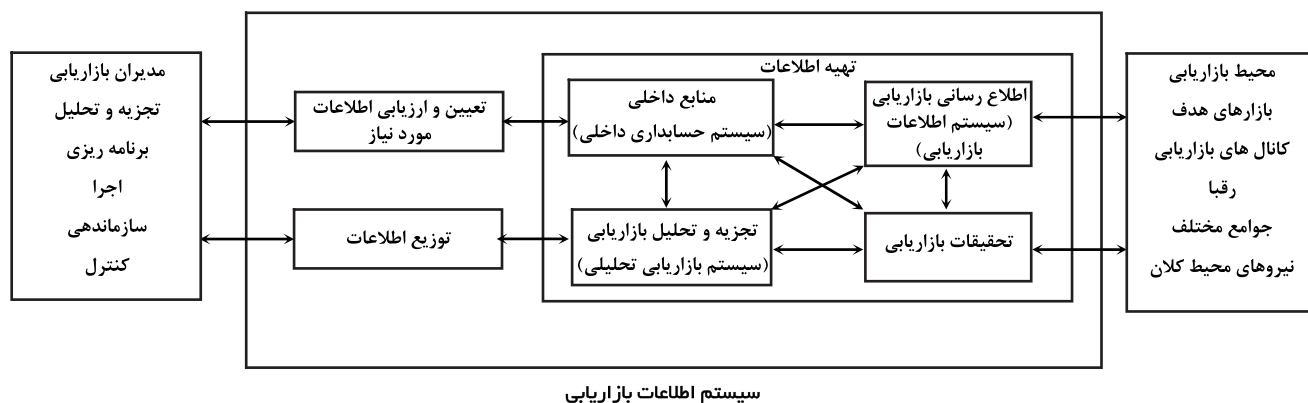 محیط بازاریابی
بازارهای هدف
کانال های بازاریابی
رقبا
جوامع مختلف
نیروهای محیط کلان
تهیه اطلاعات
اطلاع رسانی بازاریابی
(سیستم اطلاعات
بازاریابی)
منابع داخلی
(سیستم حسابداری داخلی)
تحقیقات بازاریابی
تجزیه و تحلیل بازاریابی
(سیستم بازاریابی تحلیلی)
تعیین و ارزیابی اطلاعات
مورد نیاز
توزیع اطلاعات
مدیران بازاریابی
تجزیه و تحلیل
برنامه ریزی
اجرا
سازماندهی
کنترل
سیستم اطلاعات بازاریابی